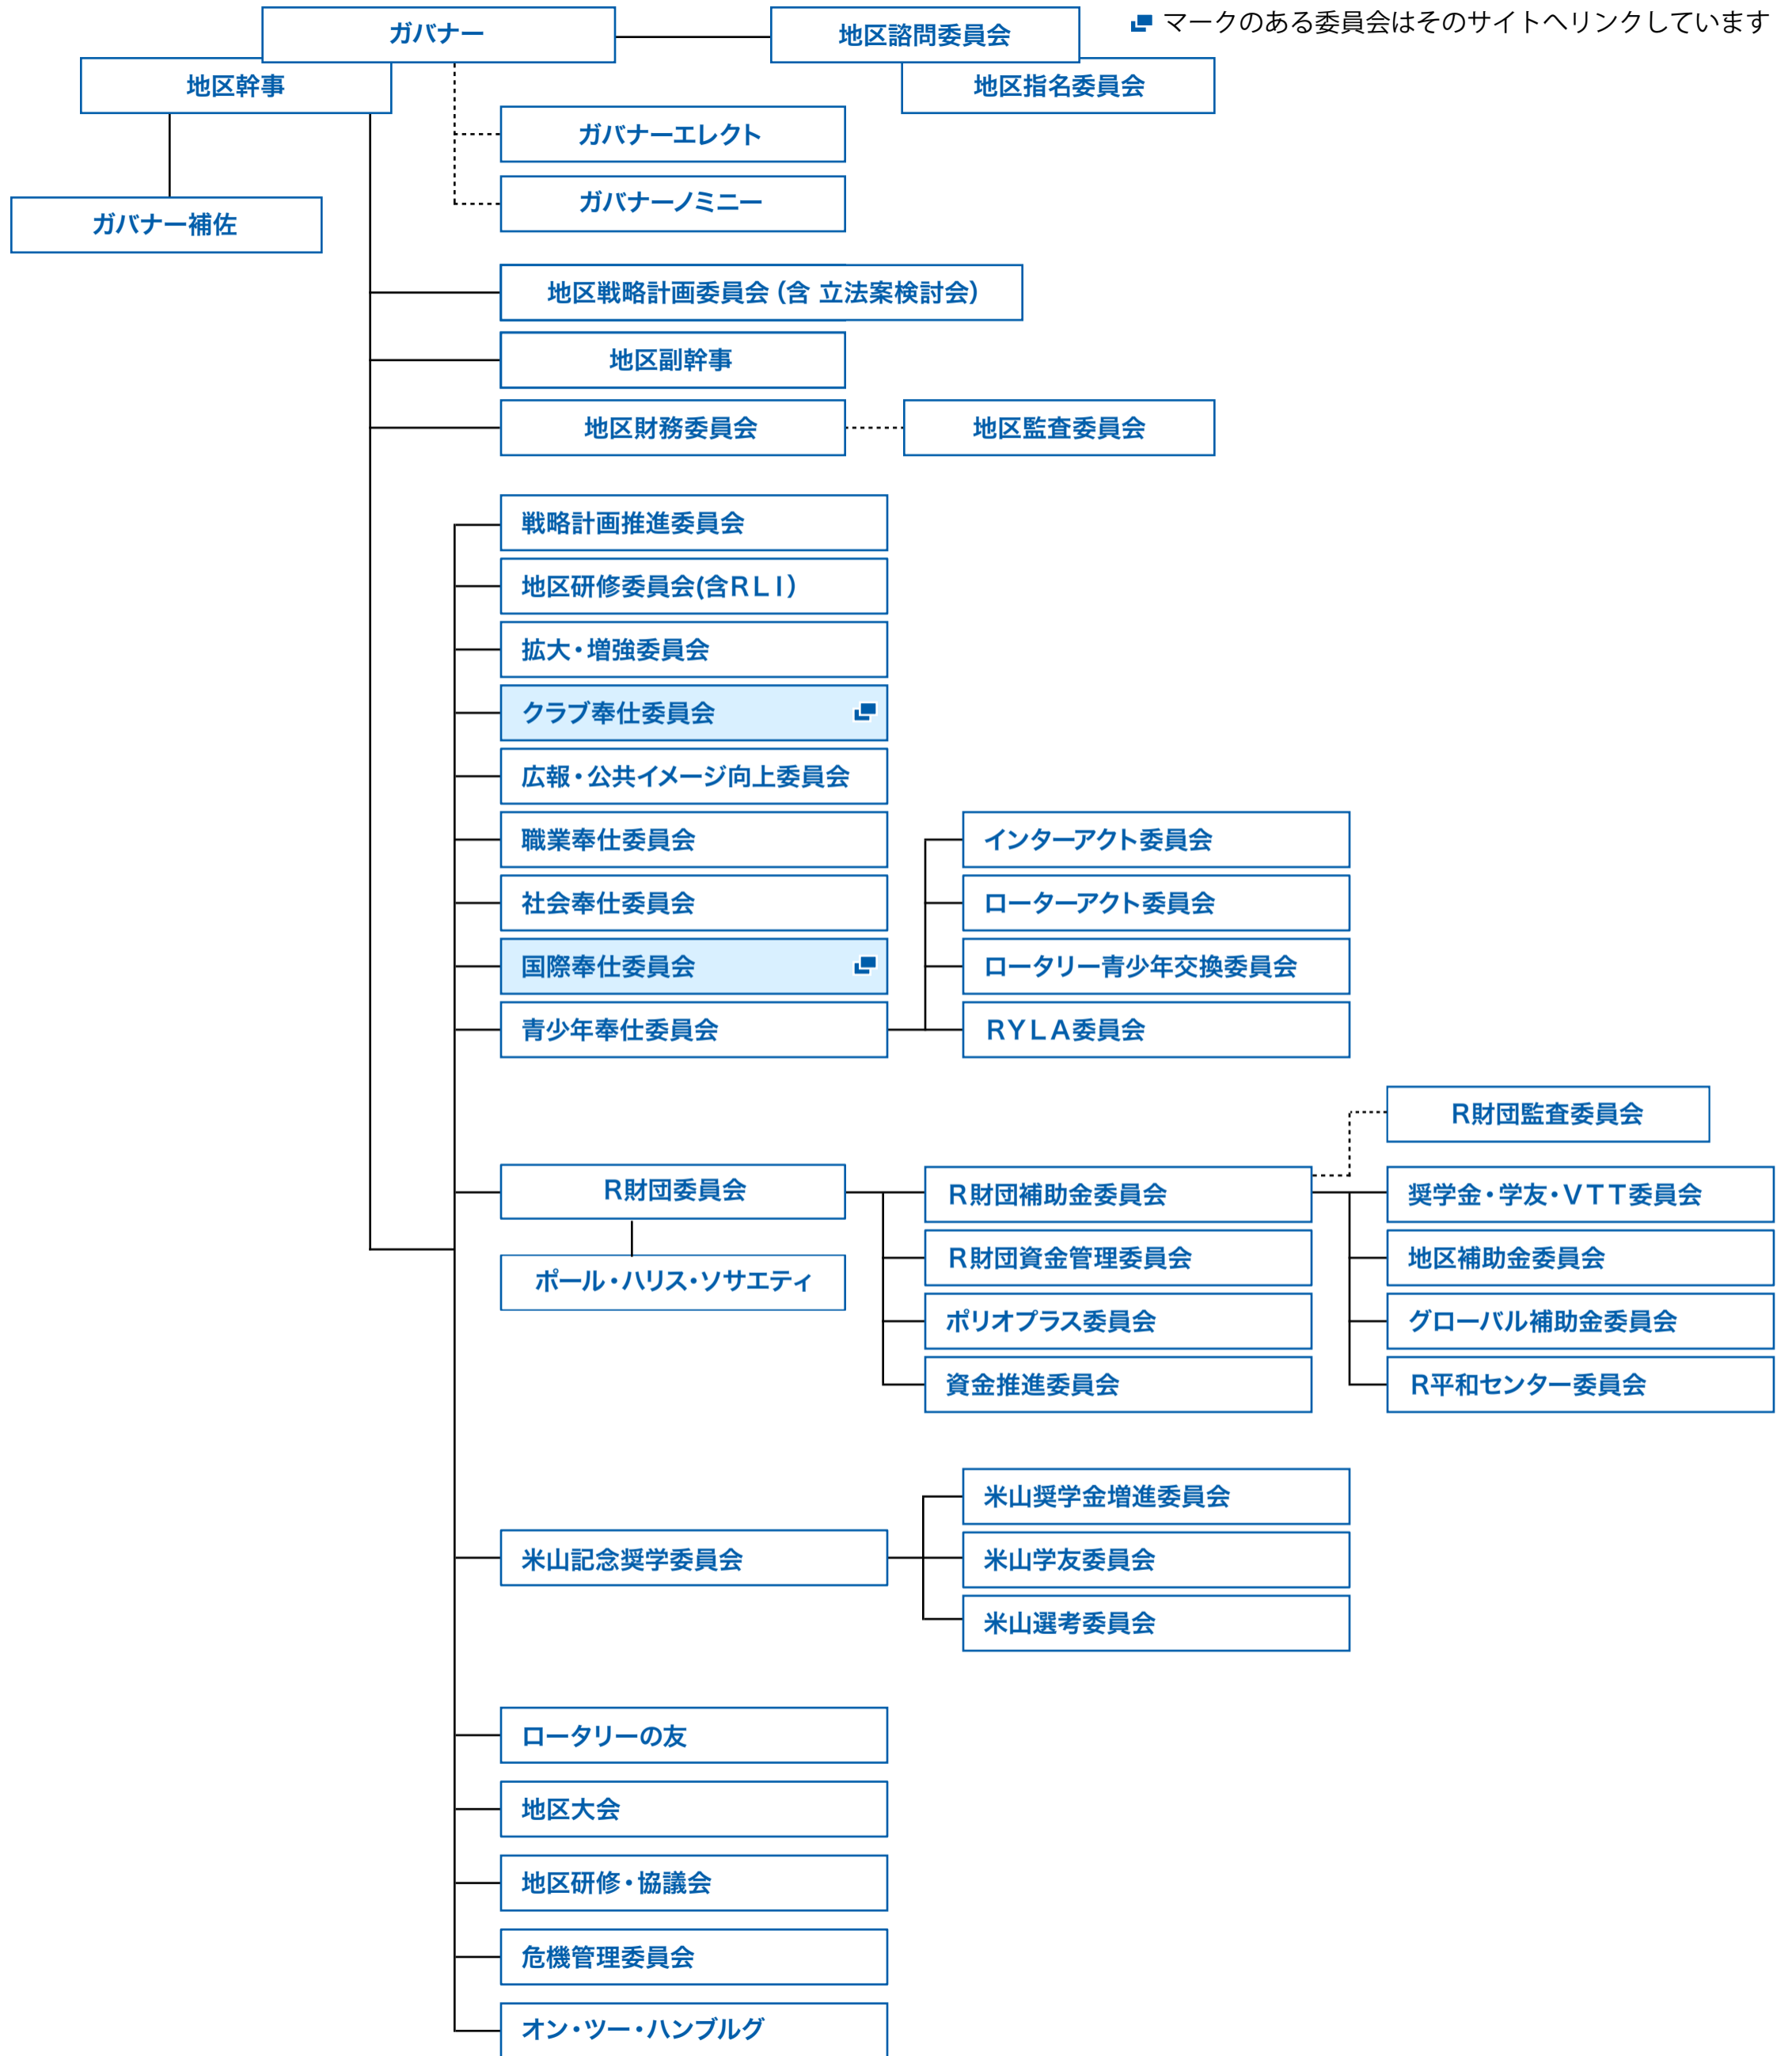 ガバナー
地区諮問委員会
マークのある委員会はそのサイトへリンクしています
地区幹事
地区指名委員会
ガバナーエレクト
ガバナーノミニー
ガバナー補佐
地区戦略計画委員会（含 立法案検討会）
地区副幹事
地区財務委員会
地区監査委員会
戦略計画推進委員会
地区研修委員会(含ＲＬＩ）
拡大・増強委員会
クラブ奉仕委員会
広報・公共イメージ向上委員会
職業奉仕委員会
インターアクト委員会
社会奉仕委員会
ローターアクト委員会
国際奉仕委員会
ロータリー青少年交換委員会
青少年奉仕委員会
ＲＹＬＡ委員会
Ｒ財団監査委員会
Ｒ財団委員会
Ｒ財団補助金委員会
奨学金・学友・ＶＴＴ委員会
Ｒ財団資金管理委員会
地区補助金委員会
ポール・ハリス・ソサエティ
ポリオプラス委員会
グローバル補助金委員会
資金推進委員会
Ｒ平和センター委員会
米山奨学金増進委員会
米山記念奨学委員会
米山学友委員会
米山選考委員会
ロータリーの友
地区大会
地区研修・協議会
危機管理委員会
オン・ツー・ハンブルグ